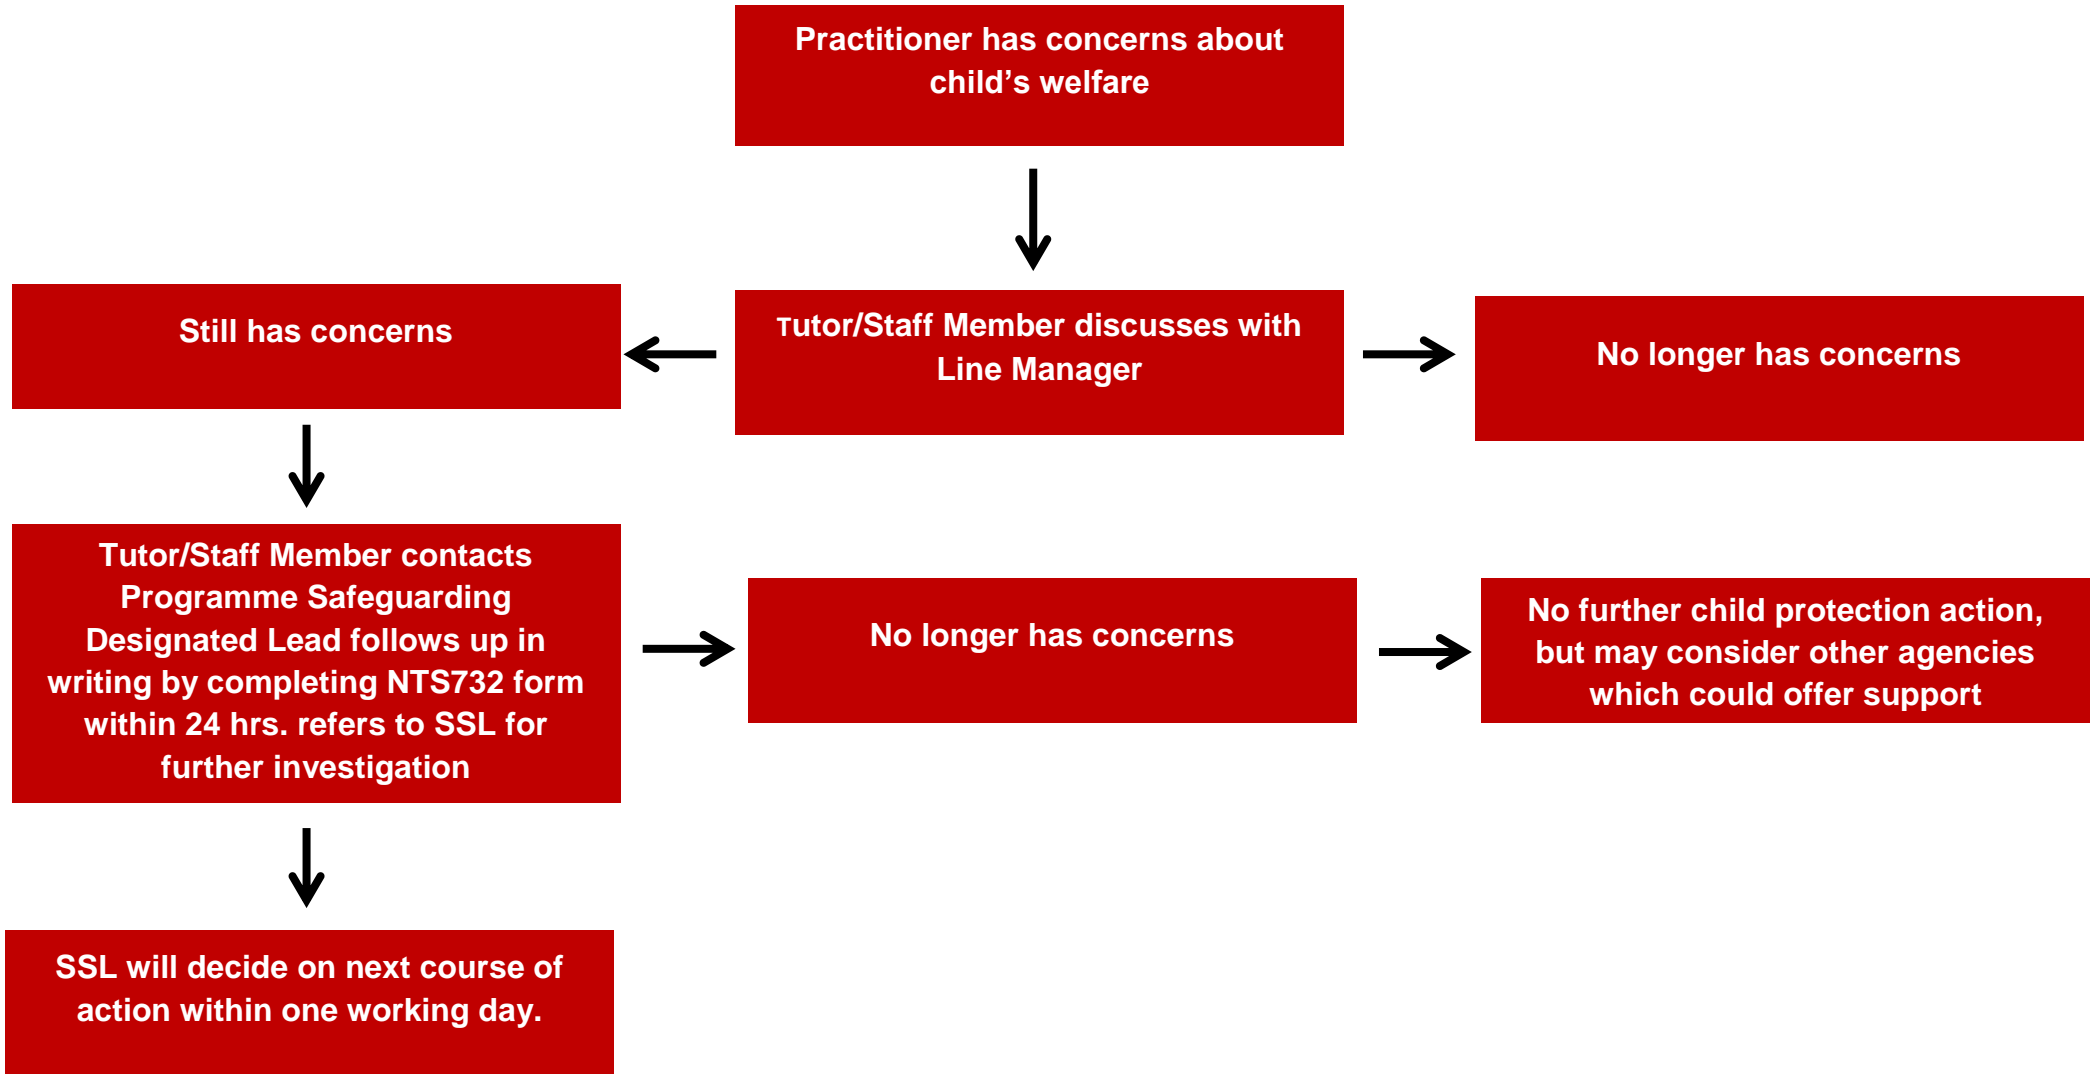 Practitioner has concerns about
child’s welfare
Still has concerns
Tutor/Staff Member discusses with
Line Manager
No longer has concerns
Tutor/Staff Member contacts
Programme Safeguarding
Designated Lead follows up in
writing by completing NTS732 form
within 24 hrs. refers to SSL for
further investigation
No longer has concerns
No further child protection action,
but may consider other agencies
which could offer support
SSL will decide on next course of
action within one working day.